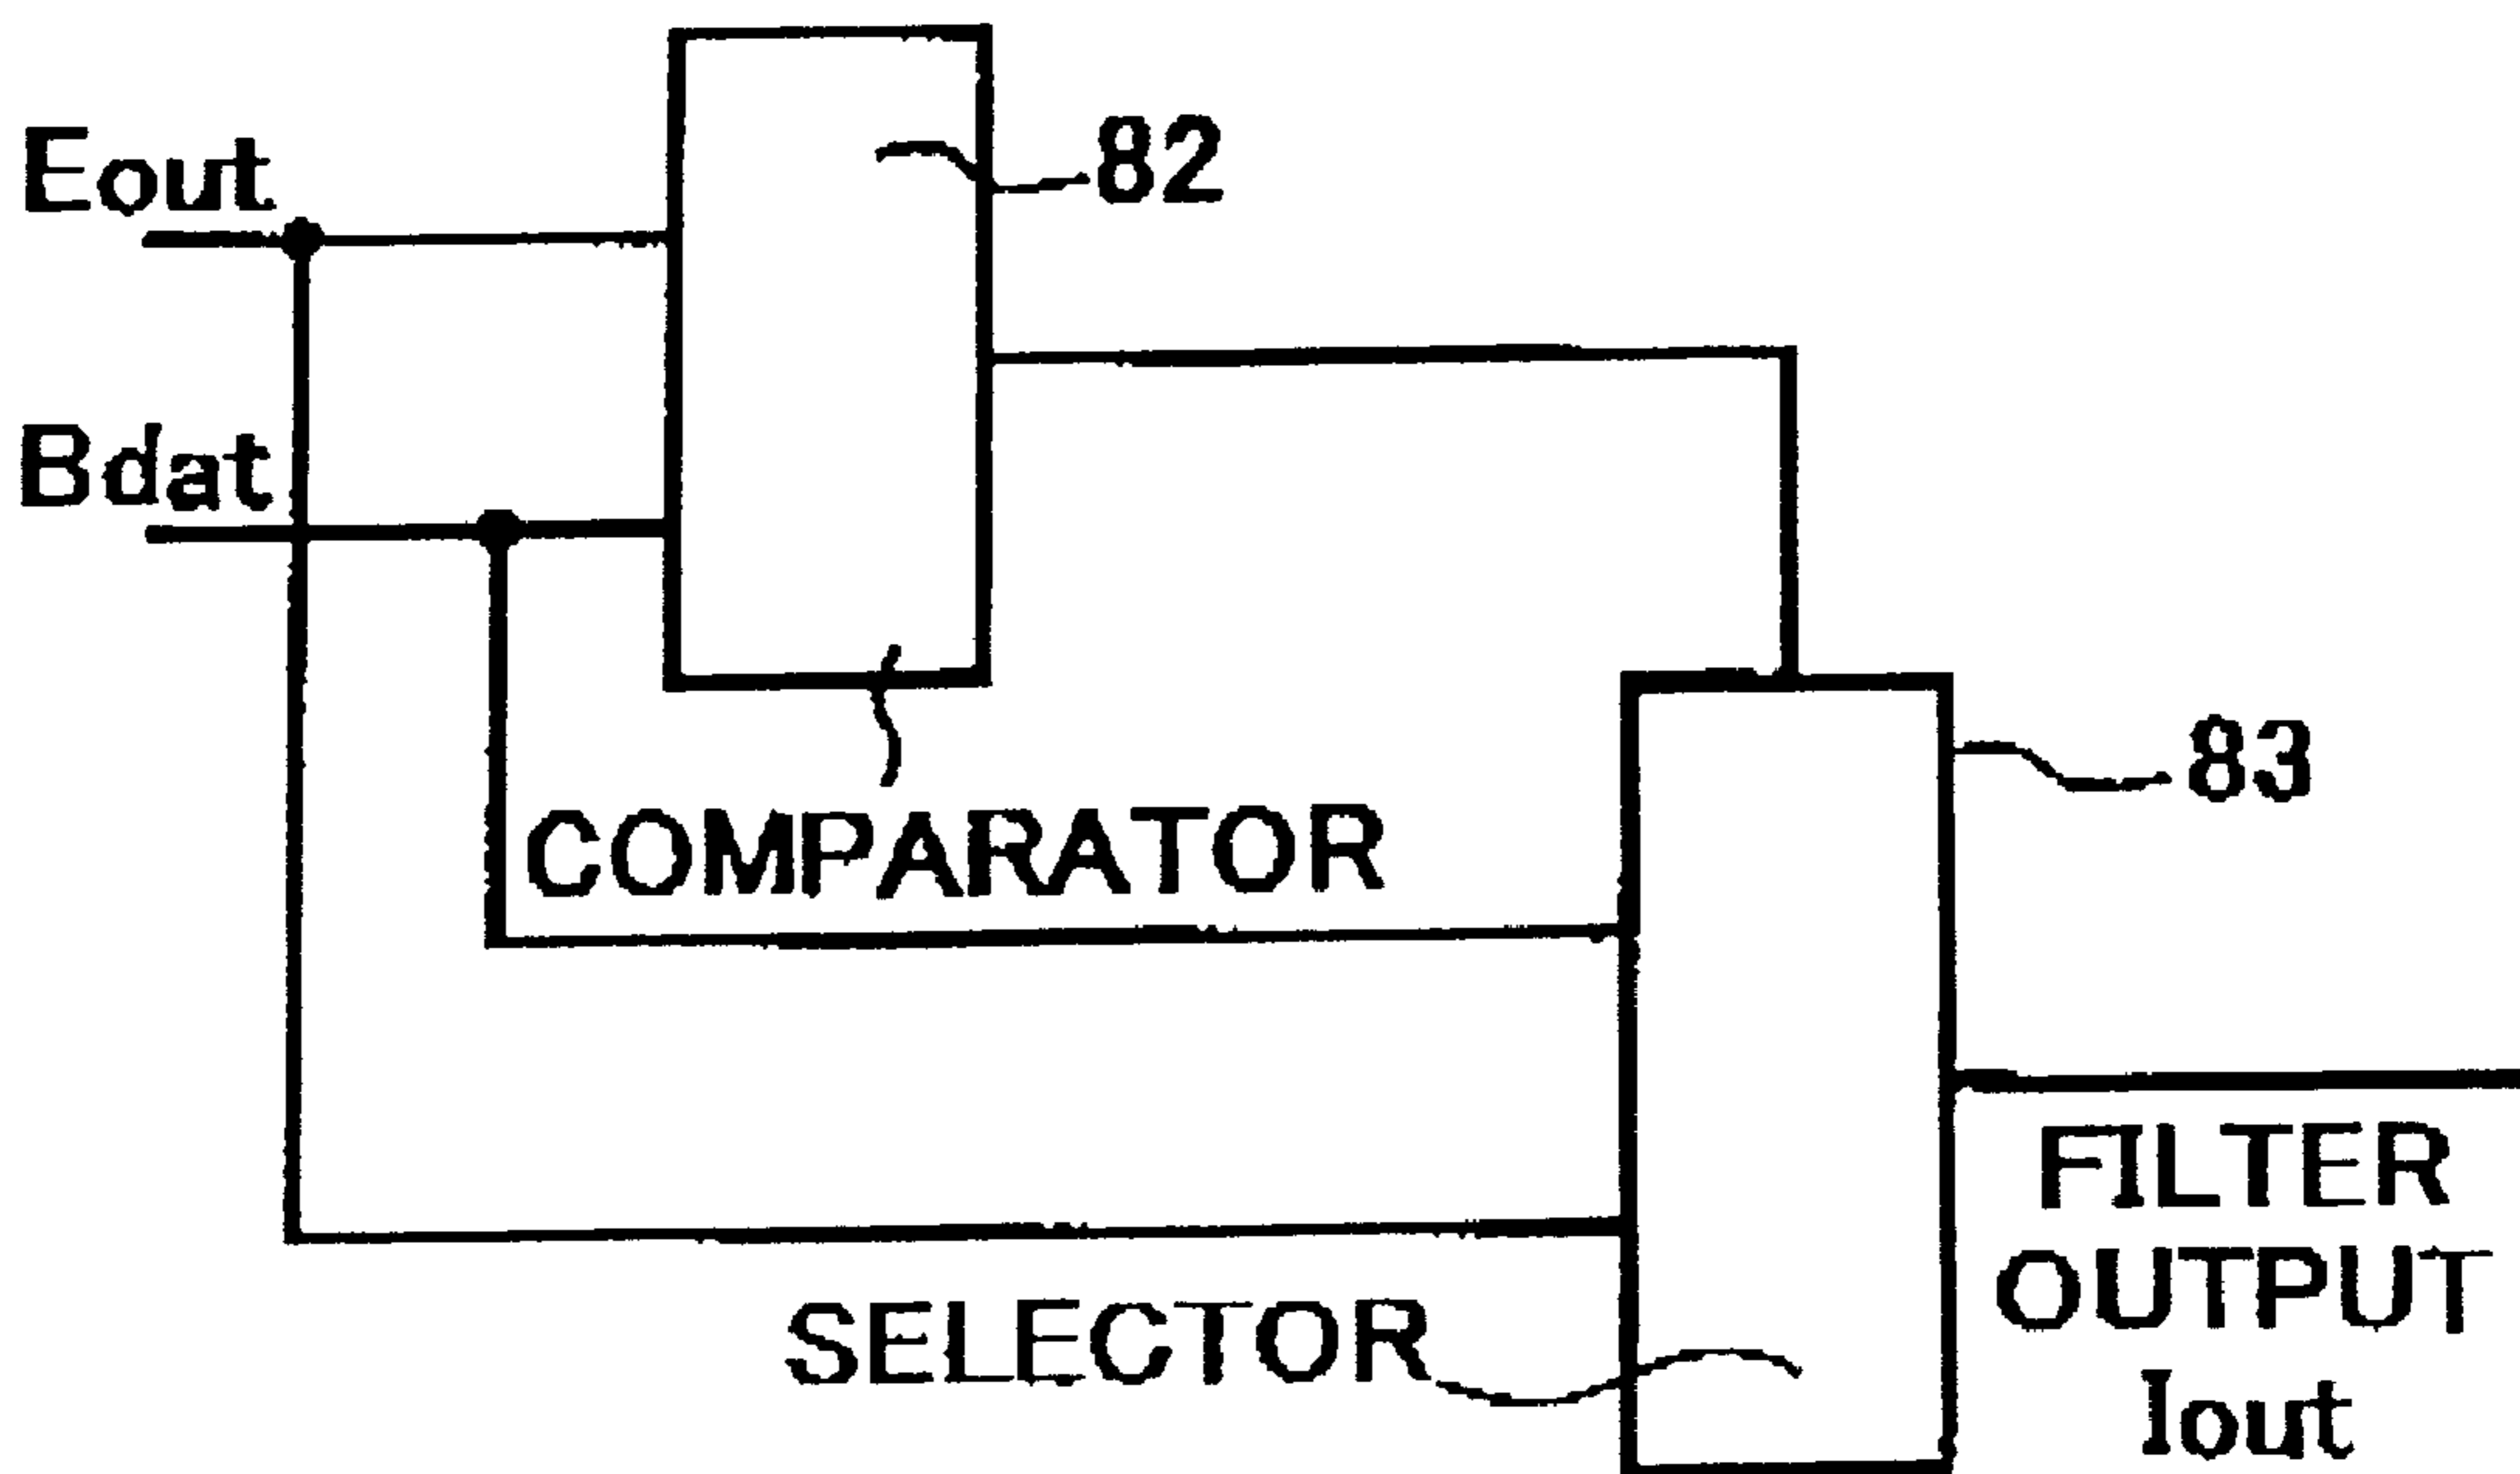 Eout
82
Bdat
83
COMPARATOR
FILTER
OUTPUT
SELECTOR
Iout